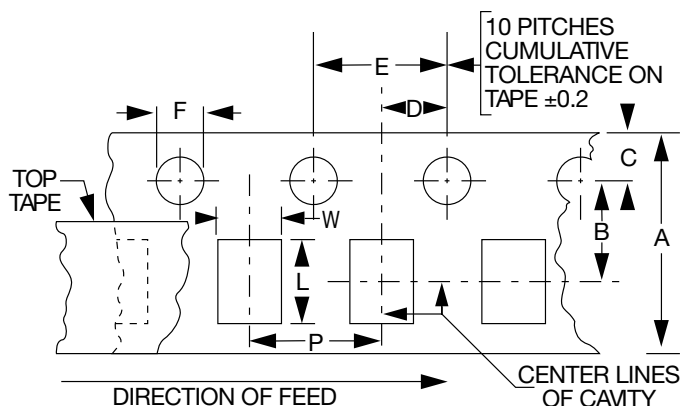 10 PITCHES
CUMULATIVE
TOLERANCE ON
TAPE ±0.2
E
F
D
C
TOP
TAPE
W
B
A
L
P
CENTER LINES
OF CAVITY
DIRECTION OF FEED